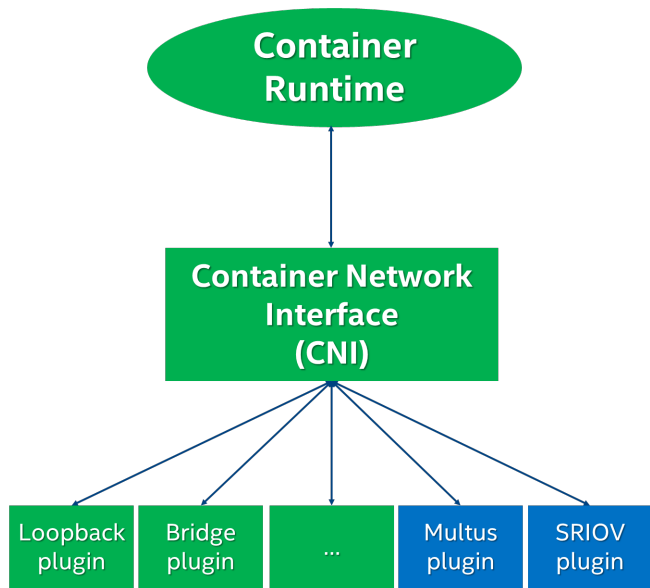 Container
Runtime
Container Network
Interface
(CNI)
Loopback
plugin
Bridge
plugin
...
Multus
plugin
SRIOV
plugin